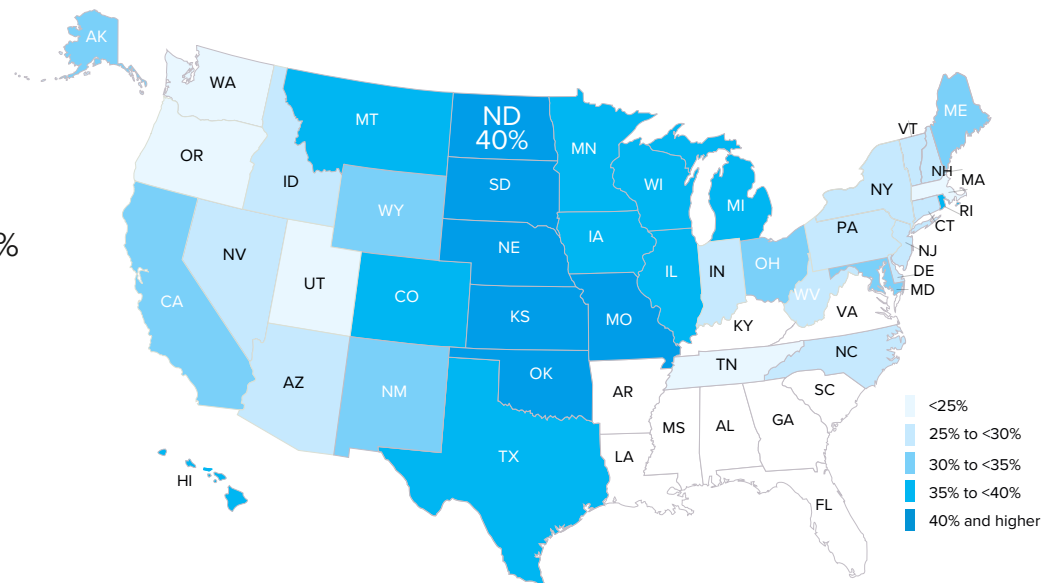 AK
WA
MT
ND
40%
MN
ME
VT
OR
ID
SD
WI
NH
MA
NY
WY
MI
RI
CT
PA
%
NV
NE
IA
NJ
OH
IN
IL
DE
UT
CO
WV
MD
CA
KS
MO
VA
KY
NC
TN
AZ
NM
OK
AR
SC
GA
MS
AL
<25%
25% to <30%
TX
LA
30% to <35%
HI
35% to <40%
FL
40% and higher